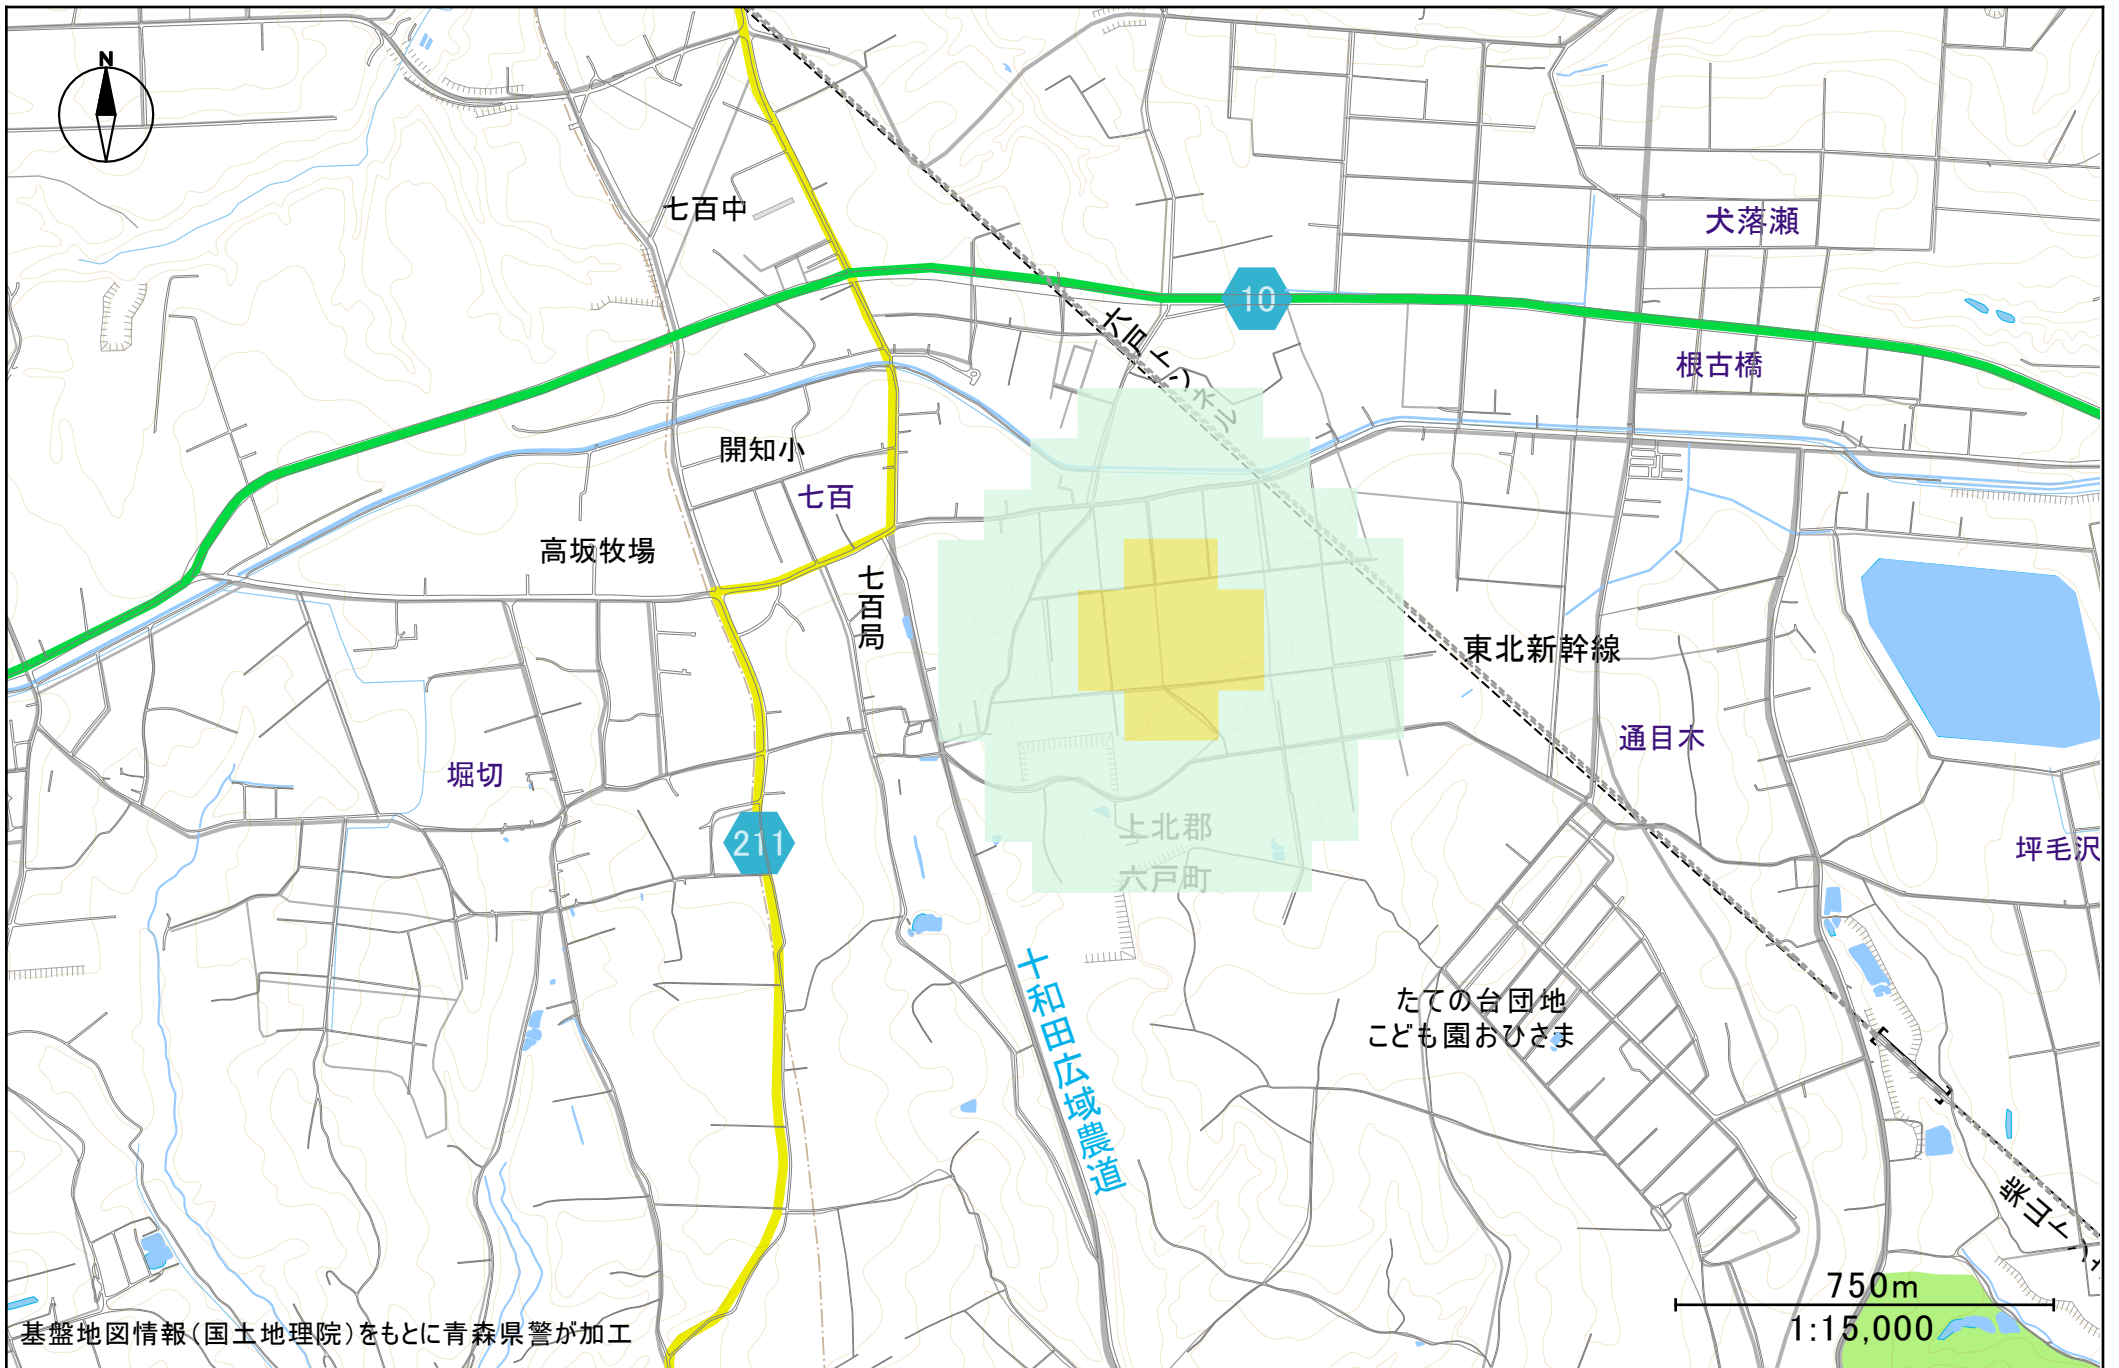 N
七百中
犬落瀬
10
六戸トンネル
根古橋
開知小
七百
高坂牧場
七百局
東北新幹線
通目木
堀切
211
上北郡
六戸町
坪毛沢
十和田広域農道
たての台団地
こども園おひさま
柴山トンネ
750m
1:15,000
基盤地図情報(国土地理院)をもとに青森県警が加工